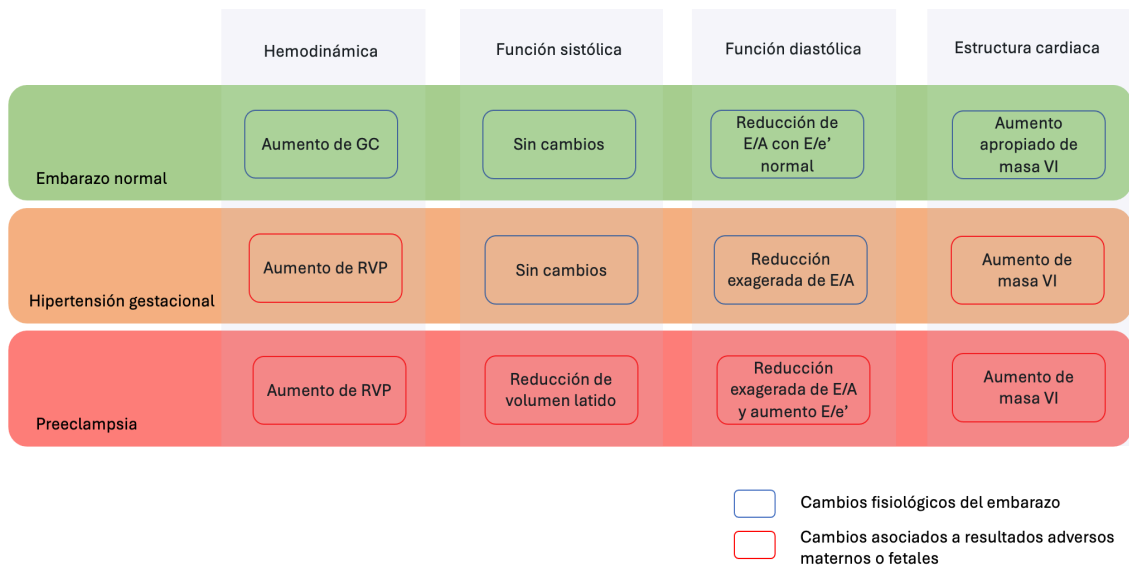 Hemodinámica
Función sistólica
Función diastólica
Estructura cardiaca
Embarazo normal
Aumento de GC
Sin cambios
Reducción de
E/A con E/e’
normal
Aumento
apropiado de
masa VI
Hipertensión gestacional
Aumento de RVP
Sin cambios
Reducción
exagerada de E/A
Aumento de
masa VI
Preeclampsia
Aumento de RVP
Reducción de
volumen latido
Reducción
exagerada de E/A
y aumento E/e’
Aumento de
masa VI
Cambios fisiológicos del embarazo
Cambios asociados a resultados adversos
maternos o fetales